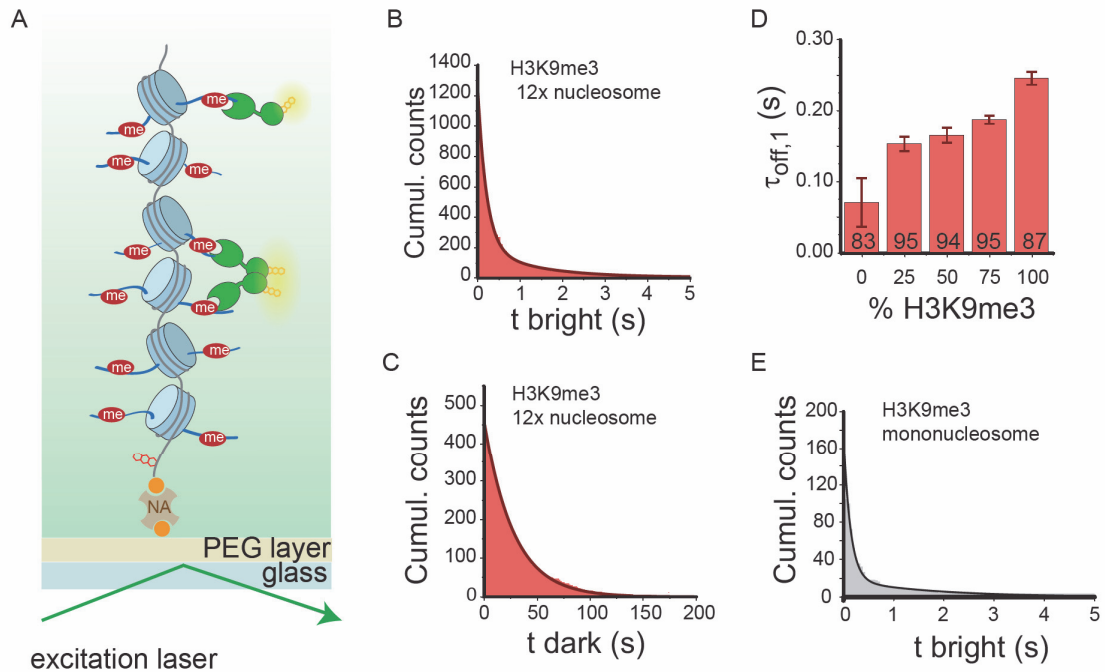 A
me
me
me
me
me
me
me
me
me
me
me
NA
PEG layer
glass
excitation laser
B
H3K9me3
12x nucleosome
Cumul. counts
1400
1200
1000
800
600
400
200
0
0 1 2 3 4 5
t bright (s)
C
H3K9me3
12x nucleosome
Cumul. counts
500
400
300
200
100
0
0 50 100 150 200
t dark (s)
D
τoff,1 (s)
0.30
0.20
0.10
0.00
83 95 94 95 87
0 25 50 75 100
% H3K9me3
E
H3K9me3
mononucleosome
Cumul. counts
200
160
120
80
40
0
0 1 2 3 4 5
t bright (s)